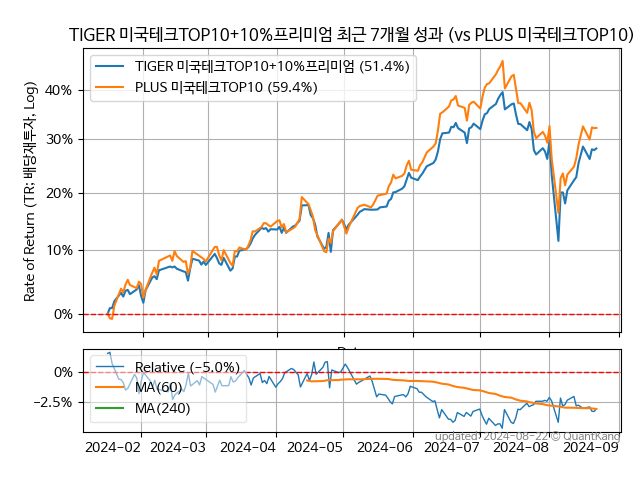 TIGER 미국테크TOP10+10%프리미엄 최근 7개월 성과 (vs PLUS 미국테크TOP10)
TIGER 미국테크TOP10+10%프리미엄 (51.4%)
PLUS 미국테크TOP10 (59.4%)
Rate of Return (TR: 배당재투자, Log)
40%
30%
20%
10%
0%
Relative (−5.0%)
MA(60)
MA(240)
0%
−2.5%
updated: 2024-08-22 © QuantKang
2024−02 2024−03 2024−04 2024−05 2024−06 2024−07 2024−08 2024−09